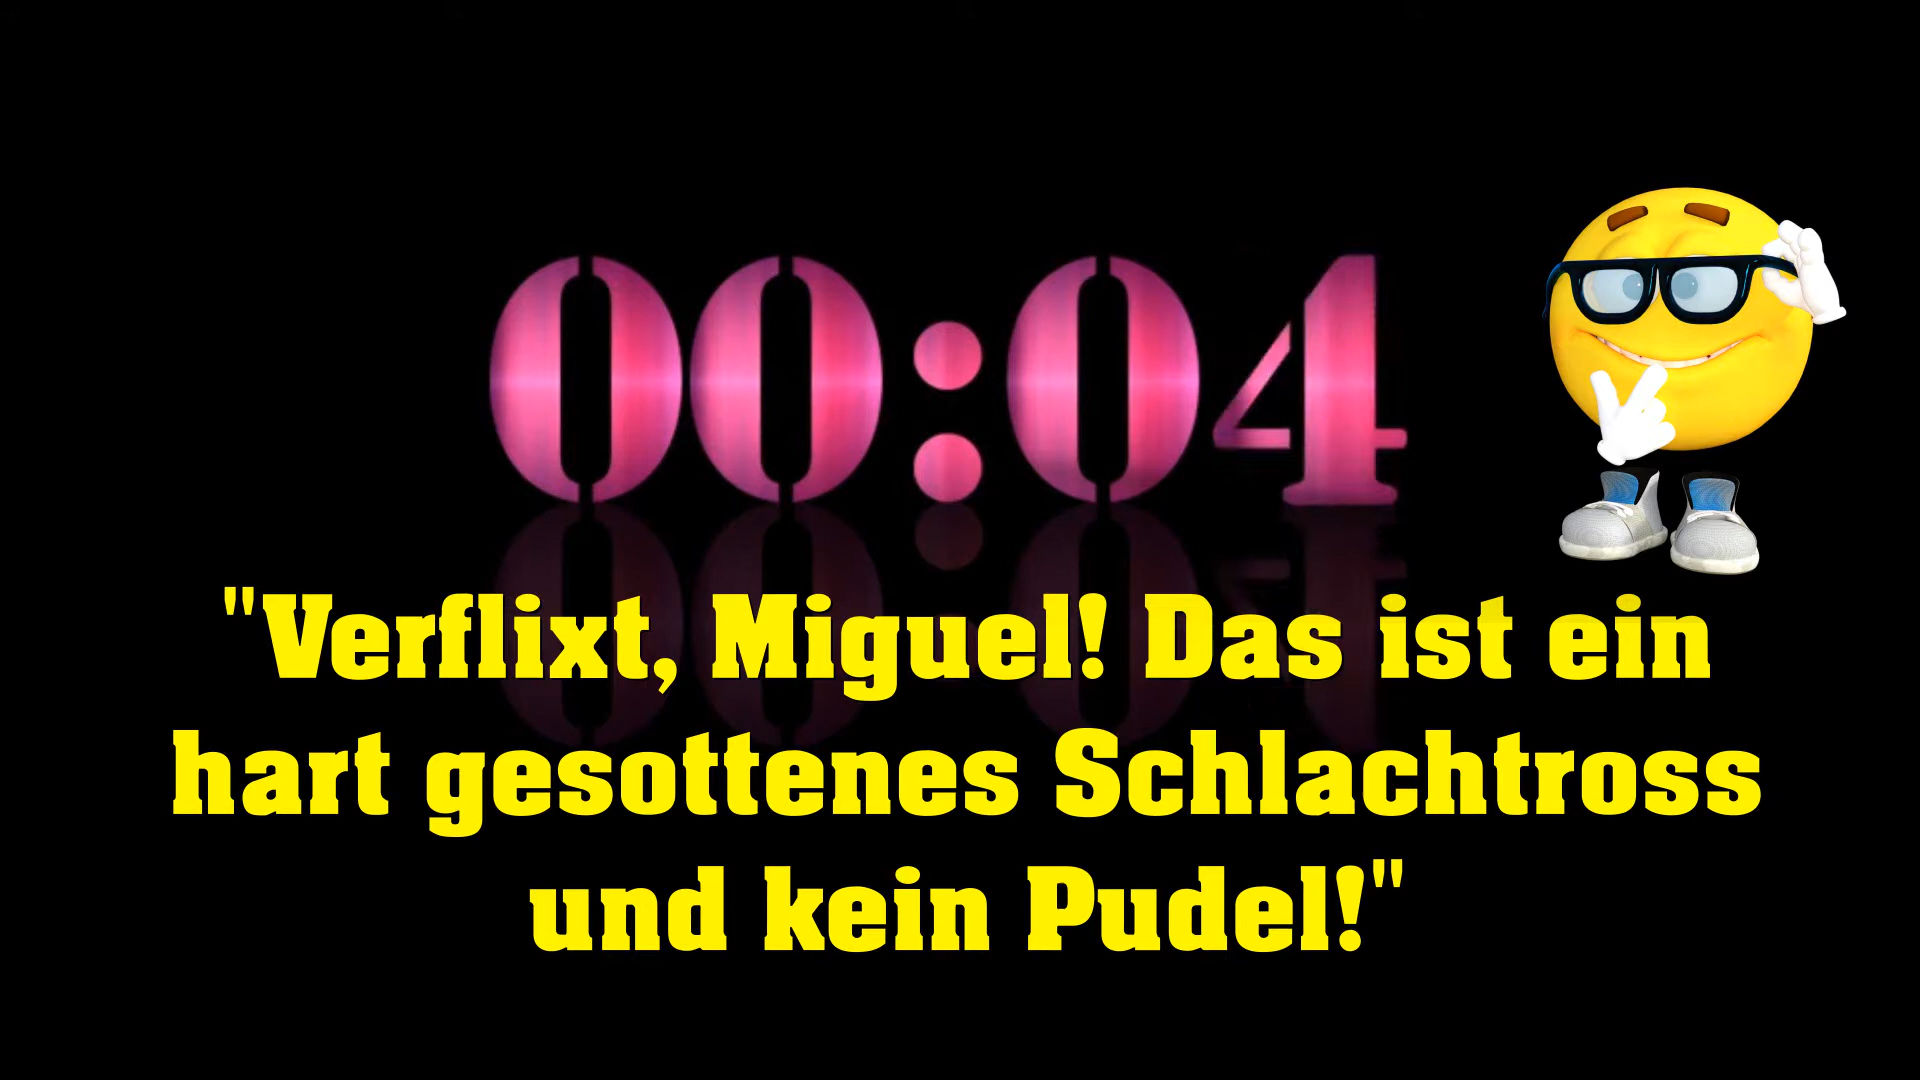 00:04
"Verflixt, Miguel! Das ist ein
hart gesottenes Schlachtross
und kein Pudel!"